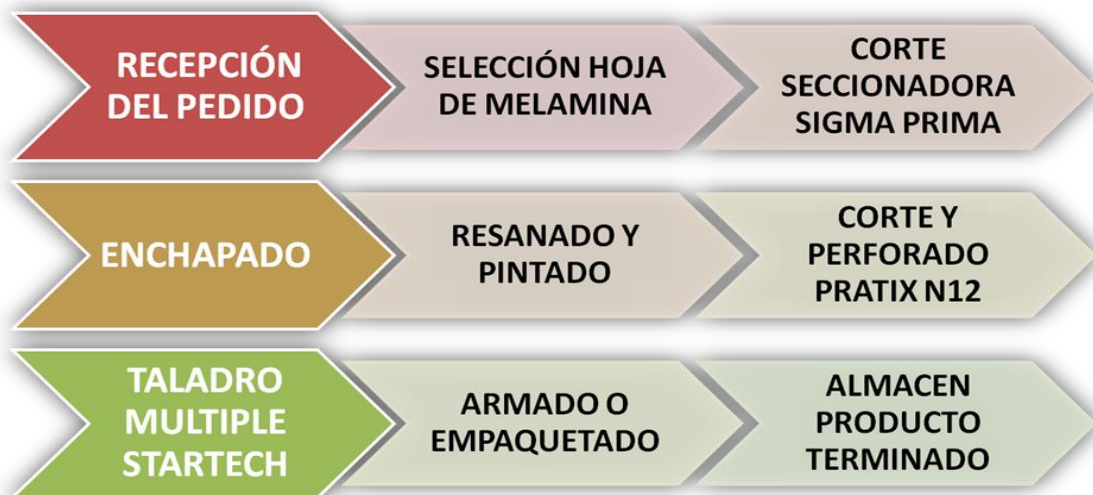 RECEPCIÓN
DEL PEDIDO
SELECCIÓN HOJA
DE MELAMINA
CORTE
SECCIONADORA
SIGMA PRIMA
ENCHAPADO
RESANADO Y
PINTADO
CORTE Y
PERFORADO
PRATIX N12
TALADRO
MULTIPLE
STARTECH
ARMADO O
EMPAQUETADO
ALMACEN
PRODUCTO
TERMINADO